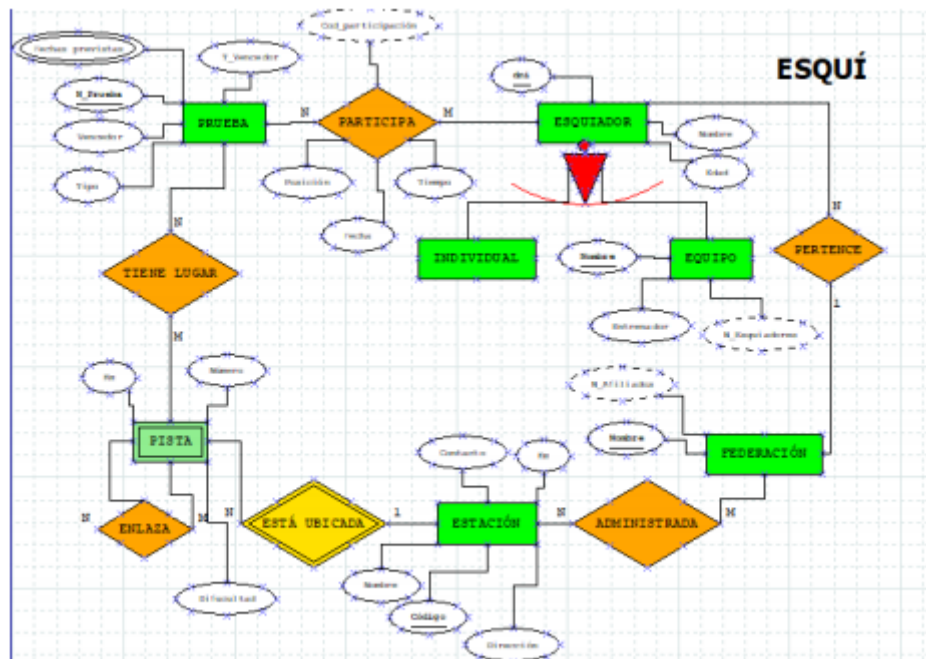 Cod_participación
Fechas previstas
T_Vencedor
ESQUÍ
dni
N_Prueba
PRUEBA
N
PARTICIPA
M
ESQUIADOR
Vencedor
Nombre
Edad
Tipo
Posición
Tiempo
Fecha
N
N
TIENE LUGAR
INDIVIDUAL
Nombre
EQUIPO
PERTENCE
1
Entrenador
N_Esquiadores
M
Km
Número
N_Afiliados
PISTA
Contacto
Km
Nombre
FEDERACIÓN
N
ENLAZA
M
N
ESTÁ UBICADA
1
ESTACIÓN
N
ADMINISTRADA
M
Dificultad
Nombre
Código
Dirección